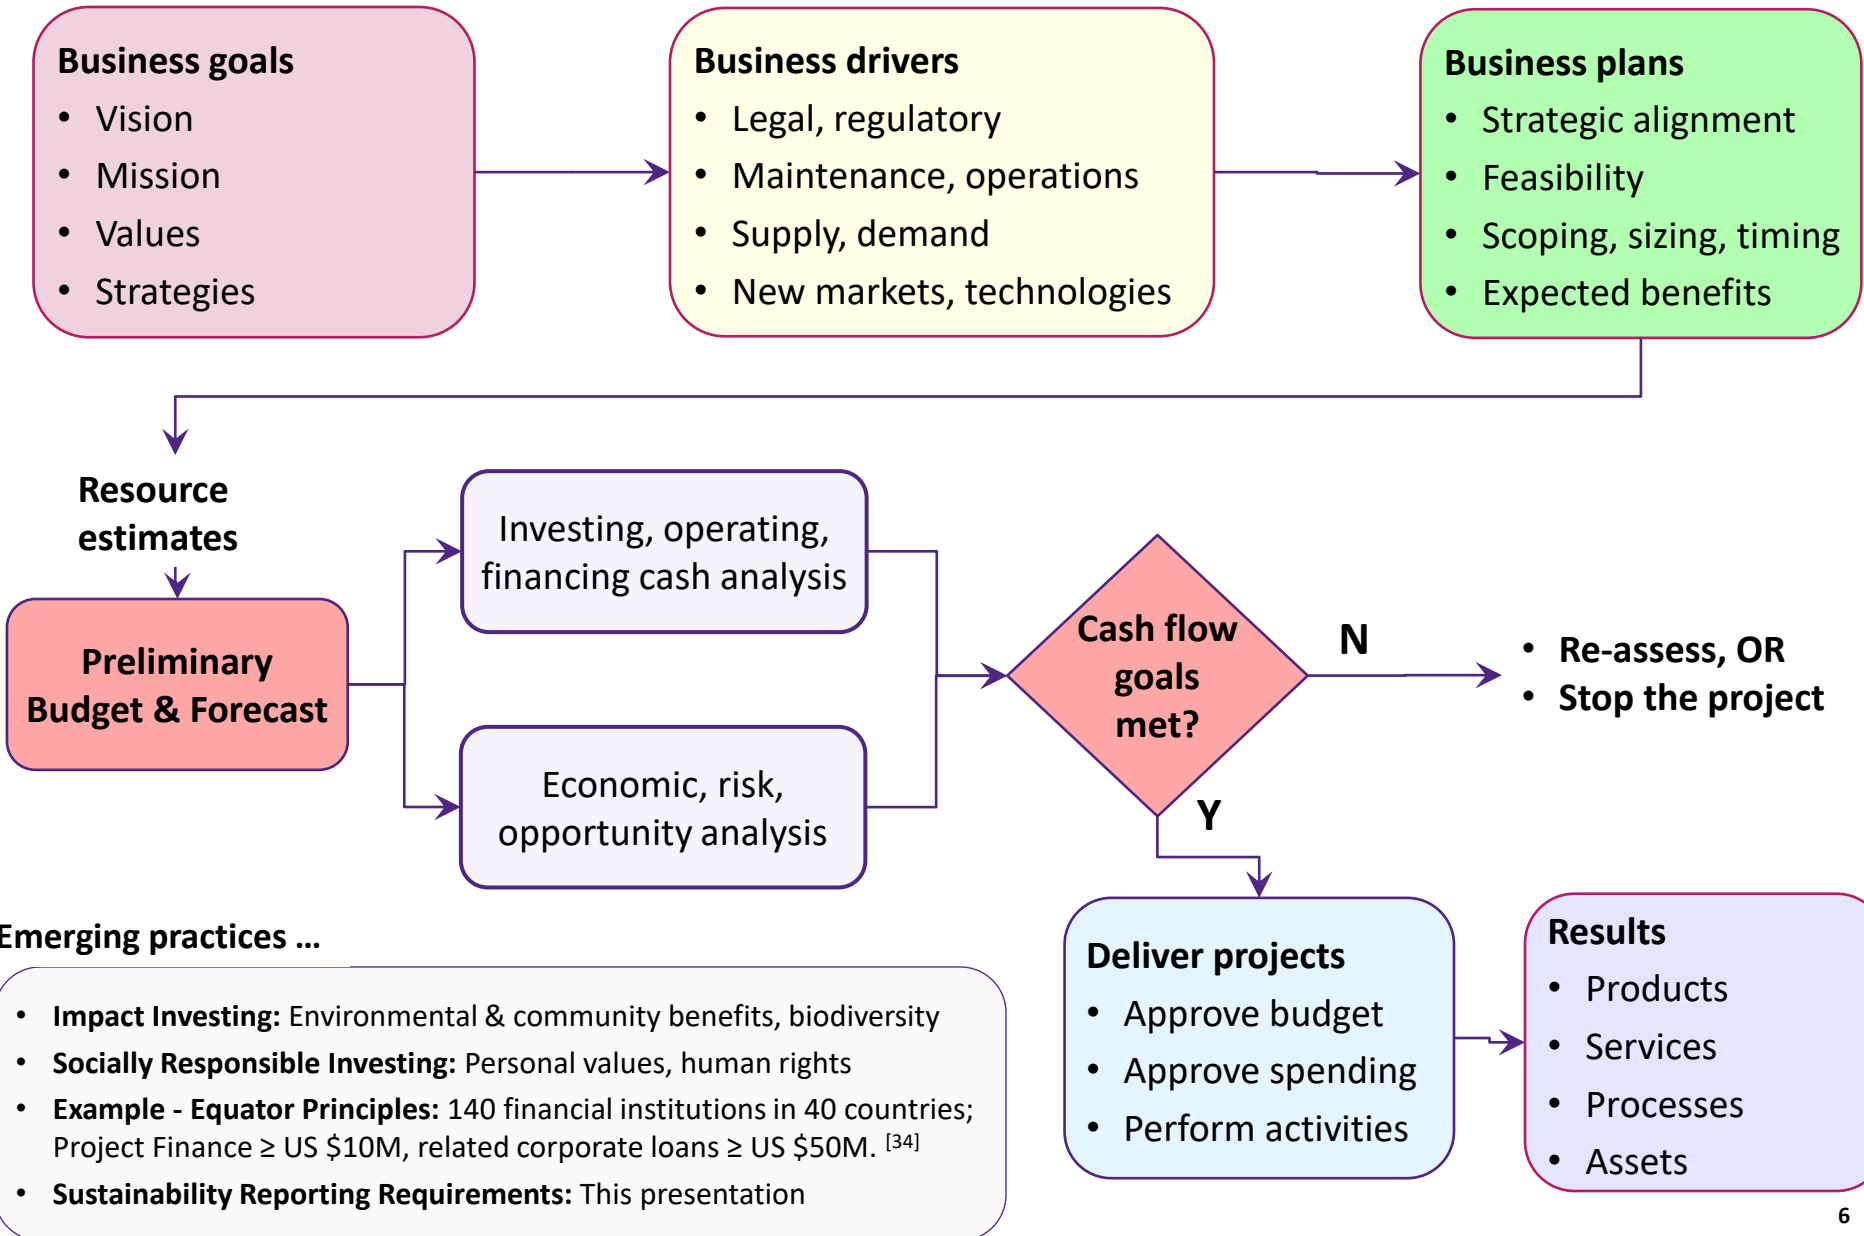 Business goals
• Vision
• Mission
• Values
• Strategies
Business drivers
• Legal, regulatory
• Maintenance, operations
• Supply, demand
• New markets, technologies
Business plans
• Strategic alignment
• Feasibility
• Scoping, sizing, timing
• Expected benefits
Resource
estimates
Preliminary
Budget & Forecast
Investing, operating,
financing cash analysis
Economic, risk,
opportunity analysis
Cash flow
goals
met?
N
• Re-assess, OR
• Stop the project
Y
Deliver projects
• Approve budget
• Approve spending
• Perform activities
Results
• Products
• Services
• Processes
• Assets
Emerging practices ...
• Impact Investing: Environmental & community benefits, biodiversity
• Socially Responsible Investing: Personal values, human rights
• Example - Equator Principles: 140 financial institutions in 40 countries;
Project Finance ≥ US $10M, related corporate loans ≥ US $50M. [34]
• Sustainability Reporting Requirements: This presentation
6